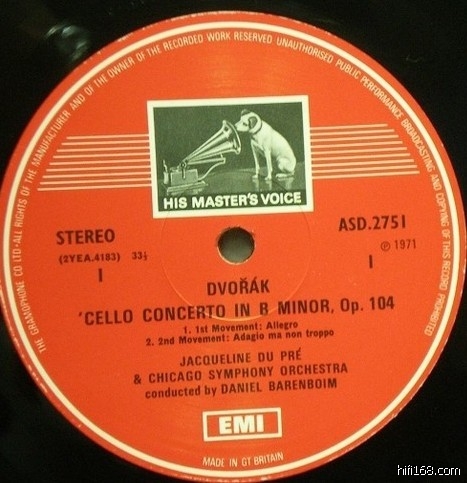 THE GRAMOPHONE CO LTD·ALL RIGHTS OF THE MANUFACTURER AND OF THE OWNER OF THE RECORDED WORK RESERVED UNAUTHORISED PUBLIC PERFORMANCE BROADCASTING AND COPYING OF THIS RECORD PROHIBITED
HIS MASTER'S VOICE
STEREO
ASD.2751
(2YEA.4183) 33⅓
℗ 1971
1
1
DVOŘÁK
'CELLO CONCERTO IN B MINOR, Op. 104
1. 1st Movement: Allegro
2. 2nd Movement: Adagio ma non troppo
JACQUELINE DU PRÉ
& CHICAGO SYMPHONY ORCHESTRA
conducted by DANIEL BARENBOIM
EMI
MADE IN GT BRITAIN
hifi168.com